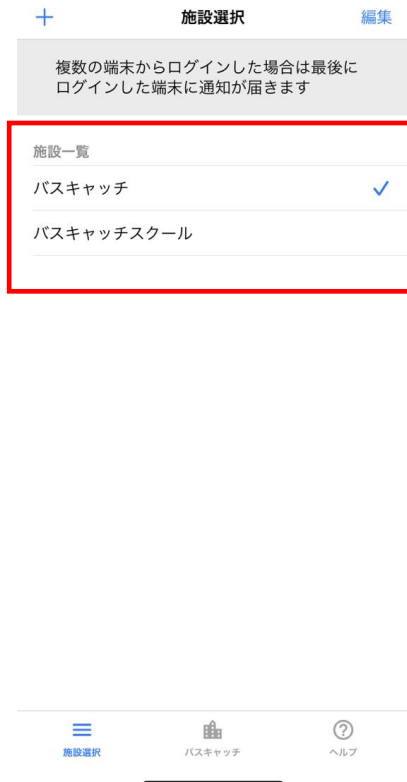 施設選択
編集
複数の端末からログインした場合は最後に
ログインした端末に通知が届きます
施設一覧
バスキャッチ
バスキャッチスクール
施設選択
バスキャッチ
ヘルプ